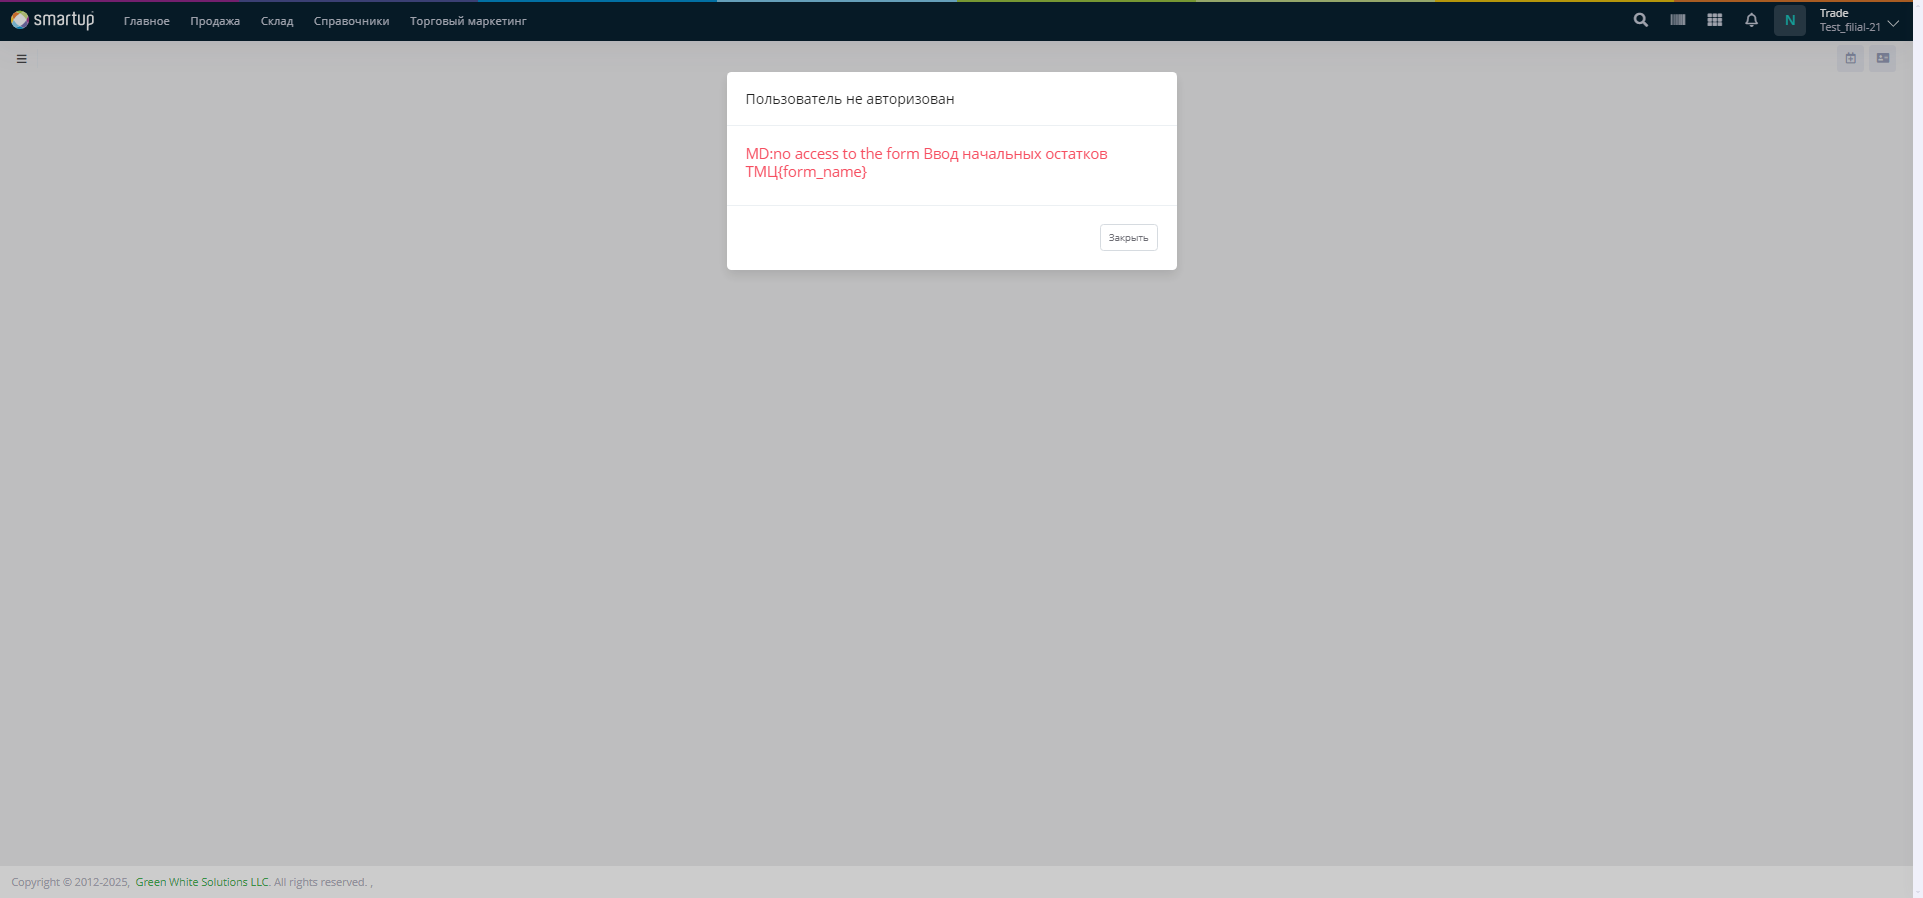 smartup
Главное
Продажа
Склад
Справочники
Торговый маркетинг
N
Trade
Test_filial-21
Пользователь не авторизован
MD:no access to the form Ввод начальных остатков
ТМЦ{form_name}
Закрыть
Copyright © 2012-2025, Green White Solutions LLC. All rights reserved. ,